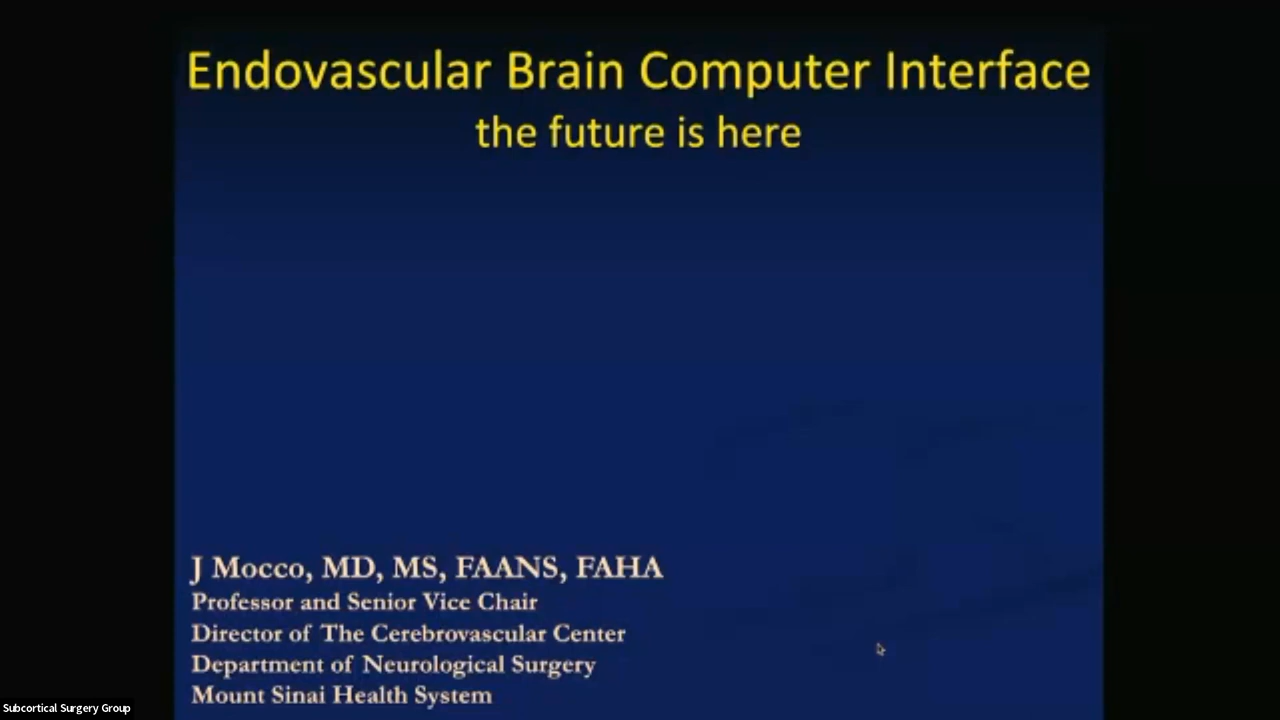 Endovascular Brain Computer Interface
the future is here
J Mocco, MD, MS, FAANS, FAHA
Professor and Senior Vice Chair
Director of The Cerebrovascular Center
Department of Neurological Surgery
Mount Sinai Health System
Subcortical Surgery Group